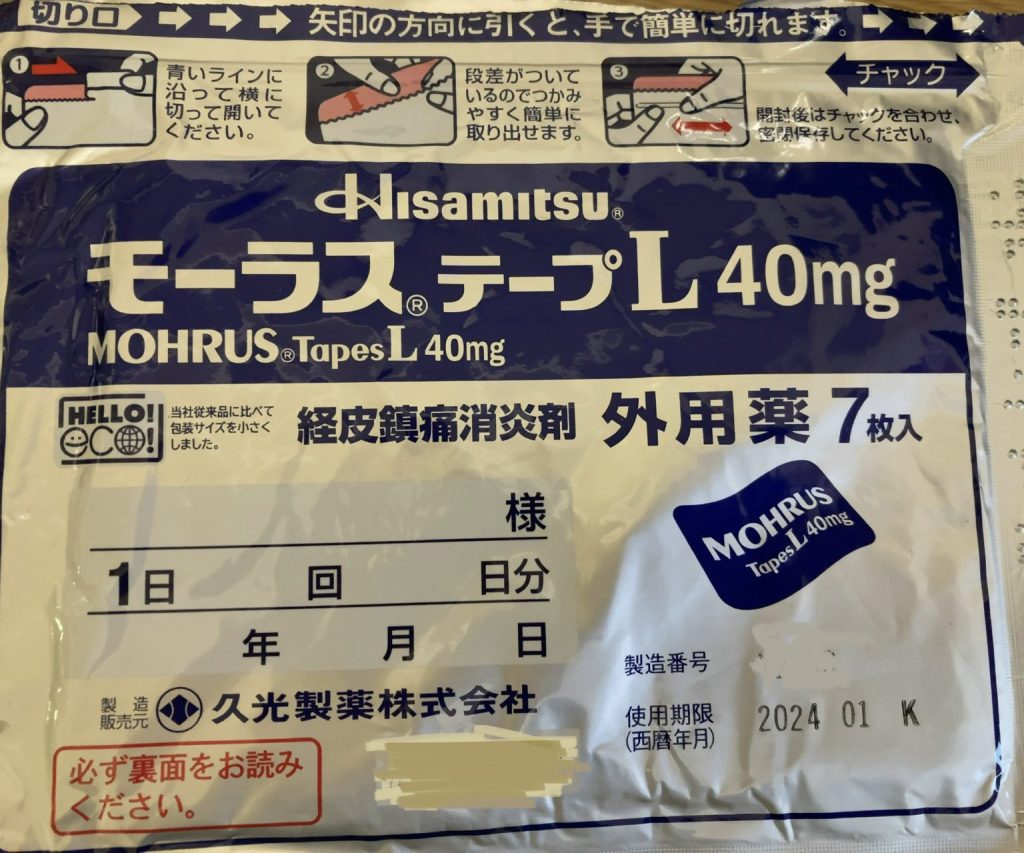 切り口 矢印の方向に引くと、手で簡単に切れます。
1
青いラインに
沿って横に
切って開いて
ください。
2
段差がついて
いるのでつかみ
やすく簡単に
取り出せます。
3
チャック
開封後はチャックを合わせ、
密閉保存してください。
Hisamitsu®
モーラス®テープL 40mg
MOHRUS®Tapes L 40mg
HELLO!
eco!
当社従来品に比べて
包装サイズを小さく
しました。
経皮鎮痛消炎剤 外用薬 7枚入
様
1日 回 日分
年 月 日
MOHRUS
Tapes L 40mg
製造番号
使用期限
(西暦年月)
2024 01 K
製造
販売元
久光製薬株式会社
必ず裏面をお読み
ください。